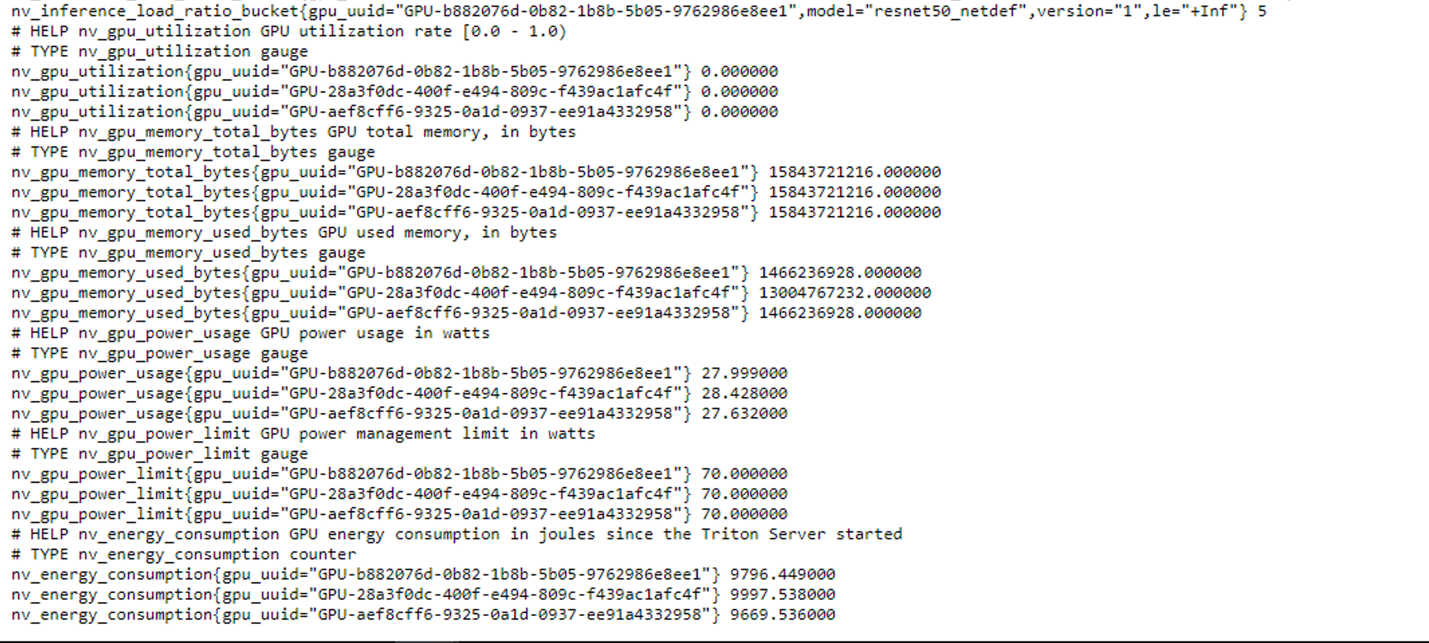 nv_inference_load_ratio_bucket{gpu_uuid="GPU-b882076d-0b82-1b8b-5b05-9762986e8ee1",model="resnet50_netdef",version="1",le="+Inf"} 5
# HELP nv_gpu_utilization GPU utilization rate [0.0 - 1.0)
# TYPE nv_gpu_utilization gauge
nv_gpu_utilization{gpu_uuid="GPU-b882076d-0b82-1b8b-5b05-9762986e8ee1"} 0.000000
nv_gpu_utilization{gpu_uuid="GPU-28a3f0dc-400f-e494-809c-f439ac1afc4f"} 0.000000
nv_gpu_utilization{gpu_uuid="GPU-aef8cff6-9325-0a1d-0937-ee91a4332958"} 0.000000
# HELP nv_gpu_memory_total_bytes GPU total memory, in bytes
# TYPE nv_gpu_memory_total_bytes gauge
nv_gpu_memory_total_bytes{gpu_uuid="GPU-b882076d-0b82-1b8b-5b05-9762986e8ee1"} 15843721216.000000
nv_gpu_memory_total_bytes{gpu_uuid="GPU-28a3f0dc-400f-e494-809c-f439ac1afc4f"} 15843721216.000000
nv_gpu_memory_total_bytes{gpu_uuid="GPU-aef8cff6-9325-0a1d-0937-ee91a4332958"} 15843721216.000000
# HELP nv_gpu_memory_used_bytes GPU used memory, in bytes
# TYPE nv_gpu_memory_used_bytes gauge
nv_gpu_memory_used_bytes{gpu_uuid="GPU-b882076d-0b82-1b8b-5b05-9762986e8ee1"} 1466236928.000000
nv_gpu_memory_used_bytes{gpu_uuid="GPU-28a3f0dc-400f-e494-809c-f439ac1afc4f"} 13004767232.000000
nv_gpu_memory_used_bytes{gpu_uuid="GPU-aef8cff6-9325-0a1d-0937-ee91a4332958"} 1466236928.000000
# HELP nv_gpu_power_usage GPU power usage in watts
# TYPE nv_gpu_power_usage gauge
nv_gpu_power_usage{gpu_uuid="GPU-b882076d-0b82-1b8b-5b05-9762986e8ee1"} 27.999000
nv_gpu_power_usage{gpu_uuid="GPU-28a3f0dc-400f-e494-809c-f439ac1afc4f"} 28.428000
nv_gpu_power_usage{gpu_uuid="GPU-aef8cff6-9325-0a1d-0937-ee91a4332958"} 27.632000
# HELP nv_gpu_power_limit GPU power management limit in watts
# TYPE nv_gpu_power_limit gauge
nv_gpu_power_limit{gpu_uuid="GPU-b882076d-0b82-1b8b-5b05-9762986e8ee1"} 70.000000
nv_gpu_power_limit{gpu_uuid="GPU-28a3f0dc-400f-e494-809c-f439ac1afc4f"} 70.000000
nv_gpu_power_limit{gpu_uuid="GPU-aef8cff6-9325-0a1d-0937-ee91a4332958"} 70.000000
# HELP nv_energy_consumption GPU energy consumption in joules since the Triton Server started
# TYPE nv_energy_consumption counter
nv_energy_consumption{gpu_uuid="GPU-b882076d-0b82-1b8b-5b05-9762986e8ee1"} 9796.449000
nv_energy_consumption{gpu_uuid="GPU-28a3f0dc-400f-e494-809c-f439ac1afc4f"} 9997.538000
nv_energy_consumption{gpu_uuid="GPU-aef8cff6-9325-0a1d-0937-ee91a4332958"} 9669.536000